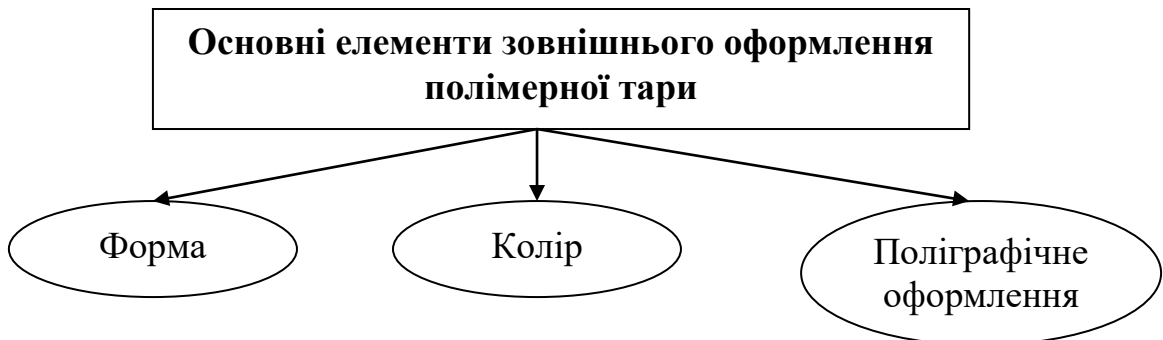 Основні елементи зовнішнього оформлення
полімерної тари
Форма
Колір
Поліграфічне
оформлення